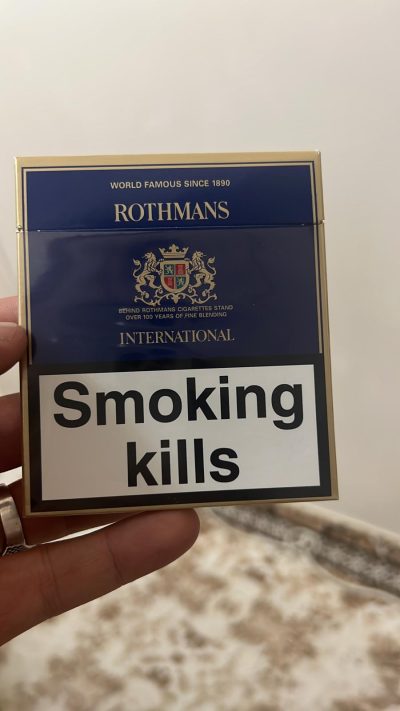 WORLD FAMOUS SINCE 1890
ROTHMANS
BEHIND ROTHMANS CIGARETTES STAND
OVER 100 YEARS OF FINE BLENDING
INTERNATIONAL
Smoking
kills